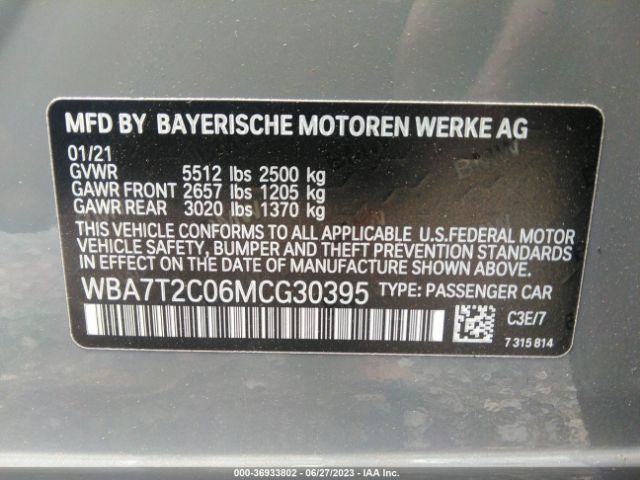 MFD BY BAYERISCHE MOTOREN WERKE AG
01/21
GVWR 5512 lbs 2500 kg
GAWR FRONT 2657 lbs 1205 kg
GAWR REAR 3020 lbs 1370 kg
THIS VEHICLE CONFORMS TO ALL APPLICABLE U.S.FEDERAL MOTOR
VEHICLE SAFETY, BUMPER AND THEFT PREVENTION STANDARDS
IN EFFECT ON THE DATE OF MANUFACTURE SHOWN ABOVE.
WBA7T2C06MCG30395 TYPE: PASSENGER CAR
C3E/7
7 315 814
000-36933802 - 06/27/2023 - IAA Inc.